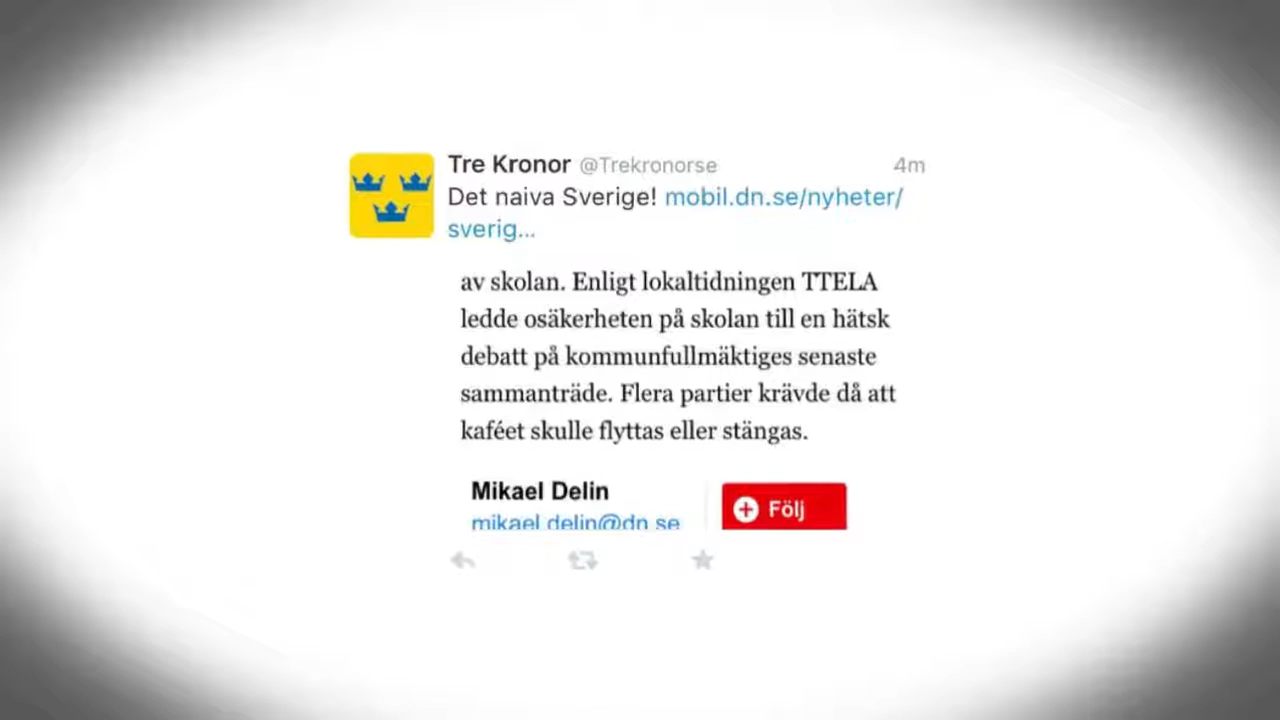 Tre Kronor @Trekronorse 4m
Det naiva Sverige! mobil.dn.se/nyheter/
sverig...
av skolan. Enligt lokaltidningen TTELA
ledde osäkerheten på skolan till en hätsk
debatt på kommunfullmäktiges senaste
sammanträde. Flera partier krävde då att
kaféet skulle flyttas eller stängas.
Mikael Delin
mikael.delin@dn.se
Följ